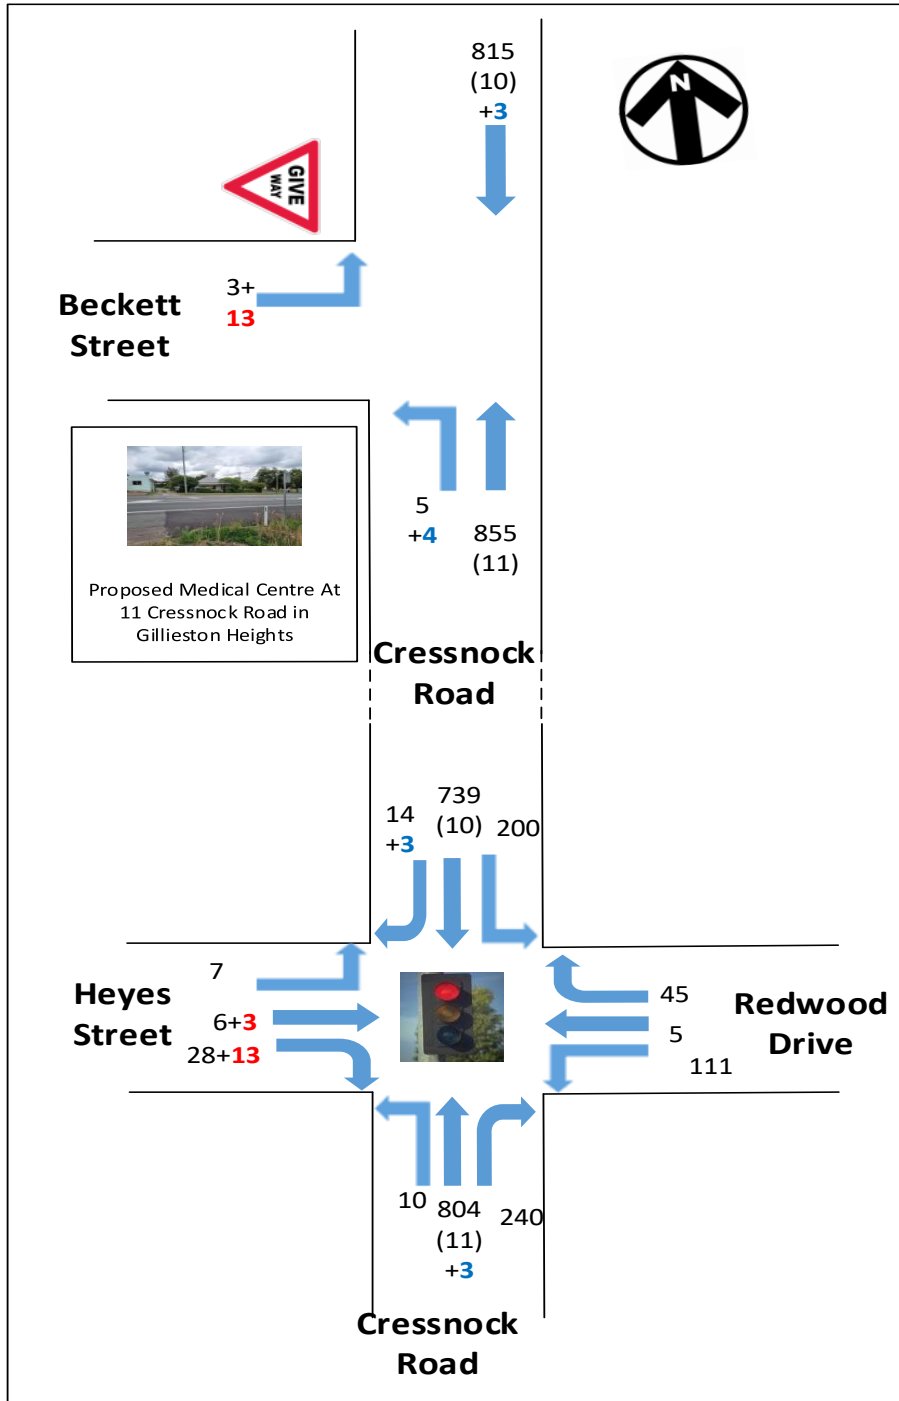 815
(10)
+3
N
GIVE
WAY
Beckett
Street
3+
13
5
+4
855
(11)
Proposed Medical Centre At
11 Cressnock Road in
Gillieston Heights
Cressnock
Road
14
+3
739
(10)
200
Heyes
Street
7
6+3
28+13
45
5
111
Redwood
Drive
10
804
(11)
+3
240
Cressnock
Road